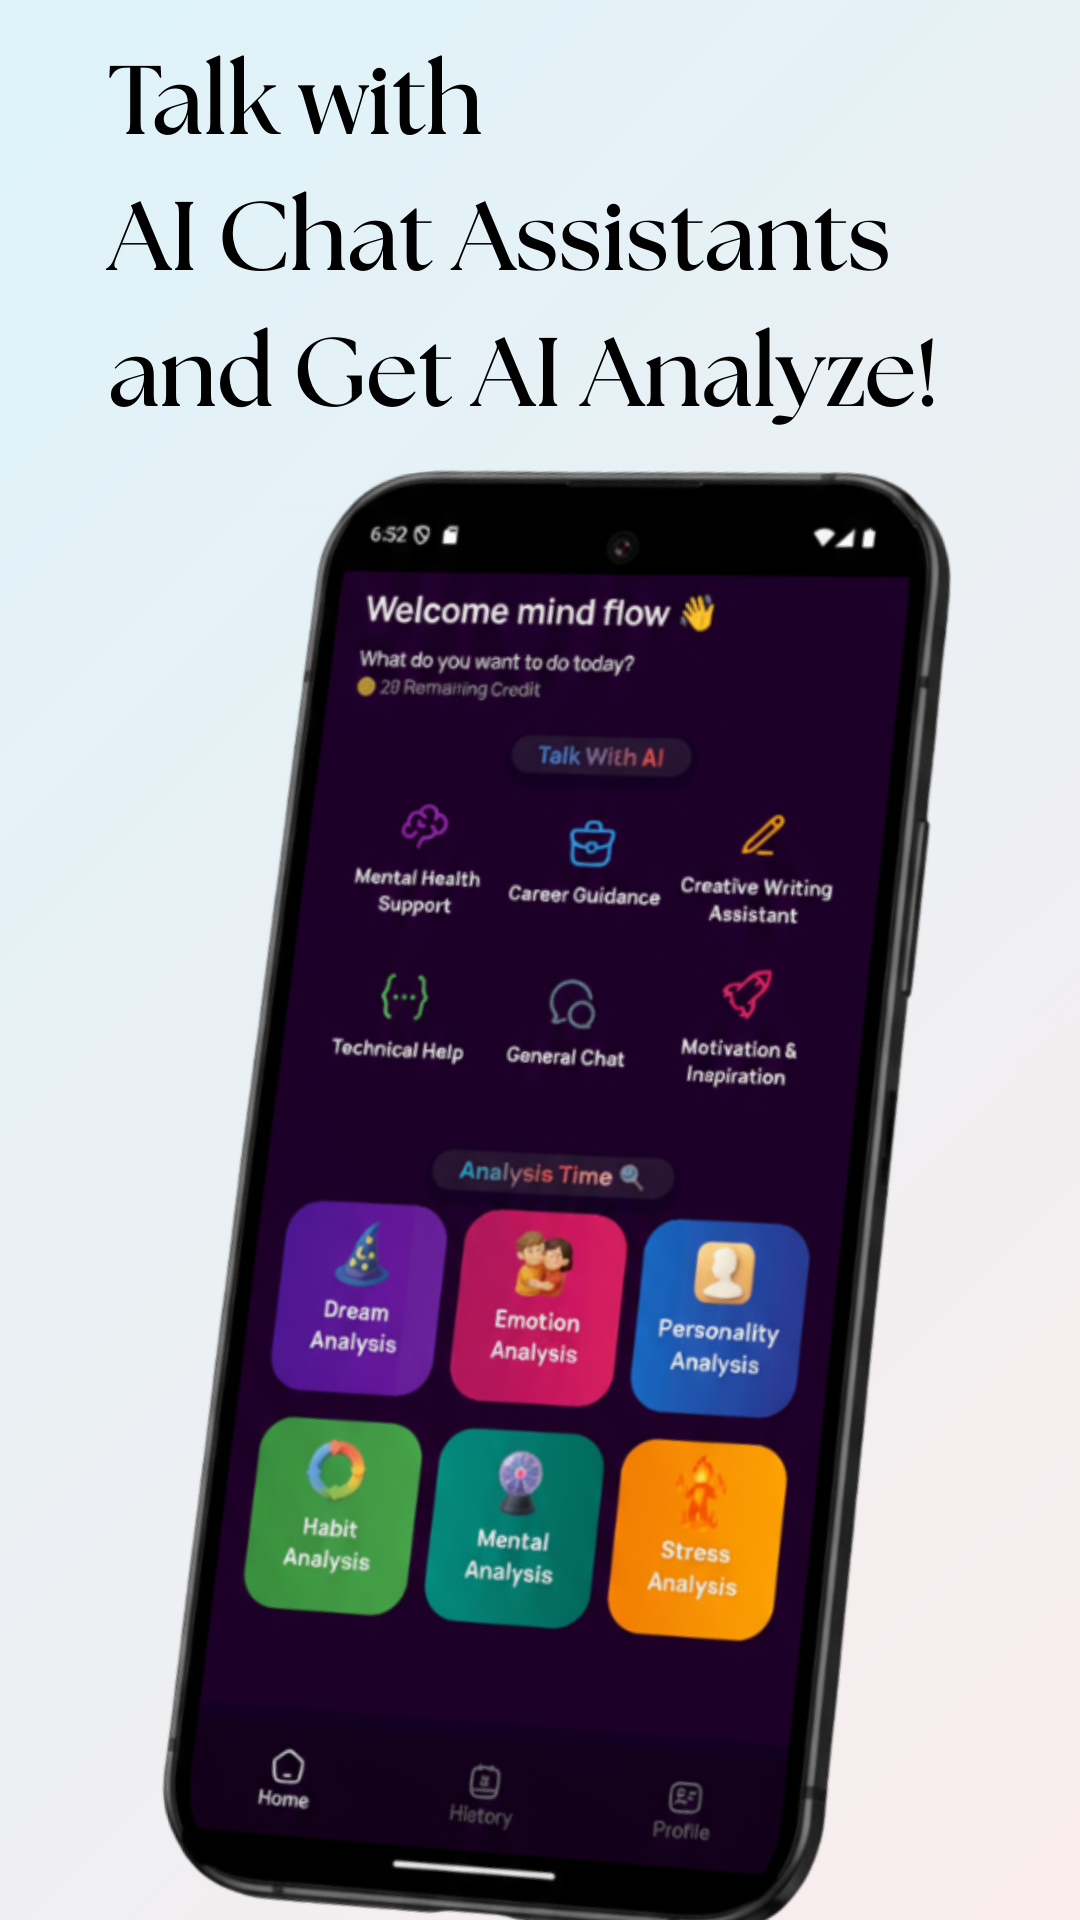 Talk with
AI Chat Assistants
and Get AI Analyze!
6:52
Welcome mind flow 👋
What do you want to do today?
Remaining Credit
Talk With AI
Mental Health
Support
Career Guidance
Creative Writing
Assistant
Technical Help
General Chat
Motivation &
Inspiration
Analysis Time 🔍
Dream
Analysis
Emotion
Analysis
Personality
Analysis
Habit
Analysis
Mental
Analysis
Stress
Analysis
Home
History
Profile